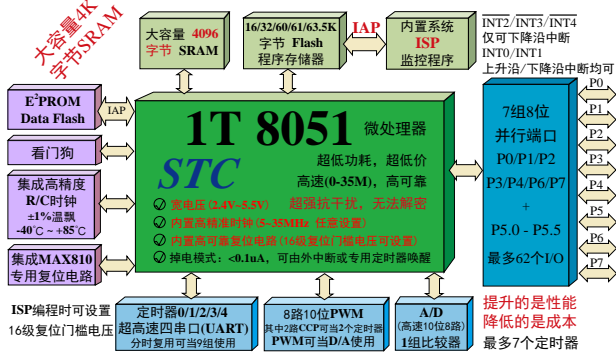 大容量4K
字节SRAM
大容量 4096
字节 SRAM
16/32/60/61/63.5K
字节 Flash
程序存储器
IAP
内置系统
ISP
监控程序
INT2/INT3/INT4
仅可下降沿中断
INT0/INT1
上升沿/下降沿中断均可
E²PROM
Data Flash
IAP
看门狗
集成高精度
R/C时钟
±1%温飘
-40℃ ~ +85℃
集成MAX810
专用复位电路
1T 8051 微处理器
STC
超低功耗，超低价
高速(0-35M)，高可靠
宽电压(2.4V~5.5V) 超强抗干扰，无法解密
内置高精准时钟(5~35MHz 任意设置)
内置高可靠复位电路(16级复位门槛电压可设置)
掉电模式：<0.1uA，可由外中断或专用定时器唤醒
7组8位
并行端口
P0/P1/P2
P3/P4/P6/P7
+
P5.0 - P5.5
最多62个I/O
P0
P1
P2
P3
P4
P5
P6
P7
ISP编程时可设置
16级复位门槛电压
定时器0/1/2/3/4
超高速四串口(UART)
分时复用可当9组使用
8路10位PWM
其中2路CCP可当2个定时器
PWM可当D/A使用
A/D
(高速10位8路)
1组比较器
提升的是性能
降低的是成本
最多7个定时器